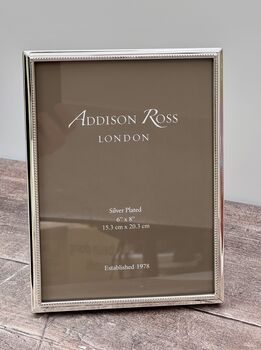 ADDISON ROSS
LONDON
Silver Plated
6" x 8"
15.3 cm x 20.3 cm
Established 1978